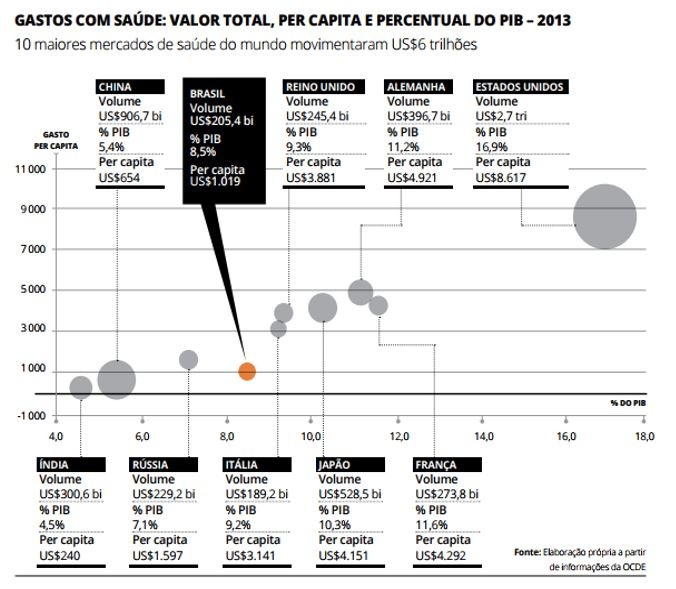 GASTOS COM SAÚDE: VALOR TOTAL, PER CAPITA E PERCENTUAL DO PIB – 2013
10 maiores mercados de saúde do mundo movimentaram US$6 trilhões
CHINA
Volume
US$906,7 bi
% PIB
5,4%
Per capita
US$654
BRASIL
Volume
US$205,4 bi
% PIB
8,5%
Per capita
US$1.019
REINO UNIDO
Volume
US$245,4 bi
% PIB
9,3%
Per capita
US$3.881
ALEMANHA
Volume
US$396,7 bi
% PIB
11,2%
Per capita
US$4.921
ESTADOS UNIDOS
Volume
US$2,7 tri
% PIB
16,9%
Per capita
US$8.617
GASTO
PER CAPITA
11 000
9 000
7 000
5 000
3 000
1 000
-1 000
% DO PIB
4,0 6,0 8,0 10,0 12,0 14,0 16,0 18,0
ÍNDIA
Volume
US$300,6 bi
% PIB
4,5%
Per capita
US$240
RÚSSIA
Volume
US$229,2 bi
% PIB
7,1%
Per capita
US$1.597
ITÁLIA
Volume
US$189,2 bi
% PIB
9,2%
Per capita
US$3.141
JAPÃO
Volume
US$528,5 bi
% PIB
10,3%
Per capita
US$4.151
FRANÇA
Volume
US$273,8 bi
% PIB
11,6%
Per capita
US$4.292
Fonte: Elaboração própria a partir
de informações da OCDE